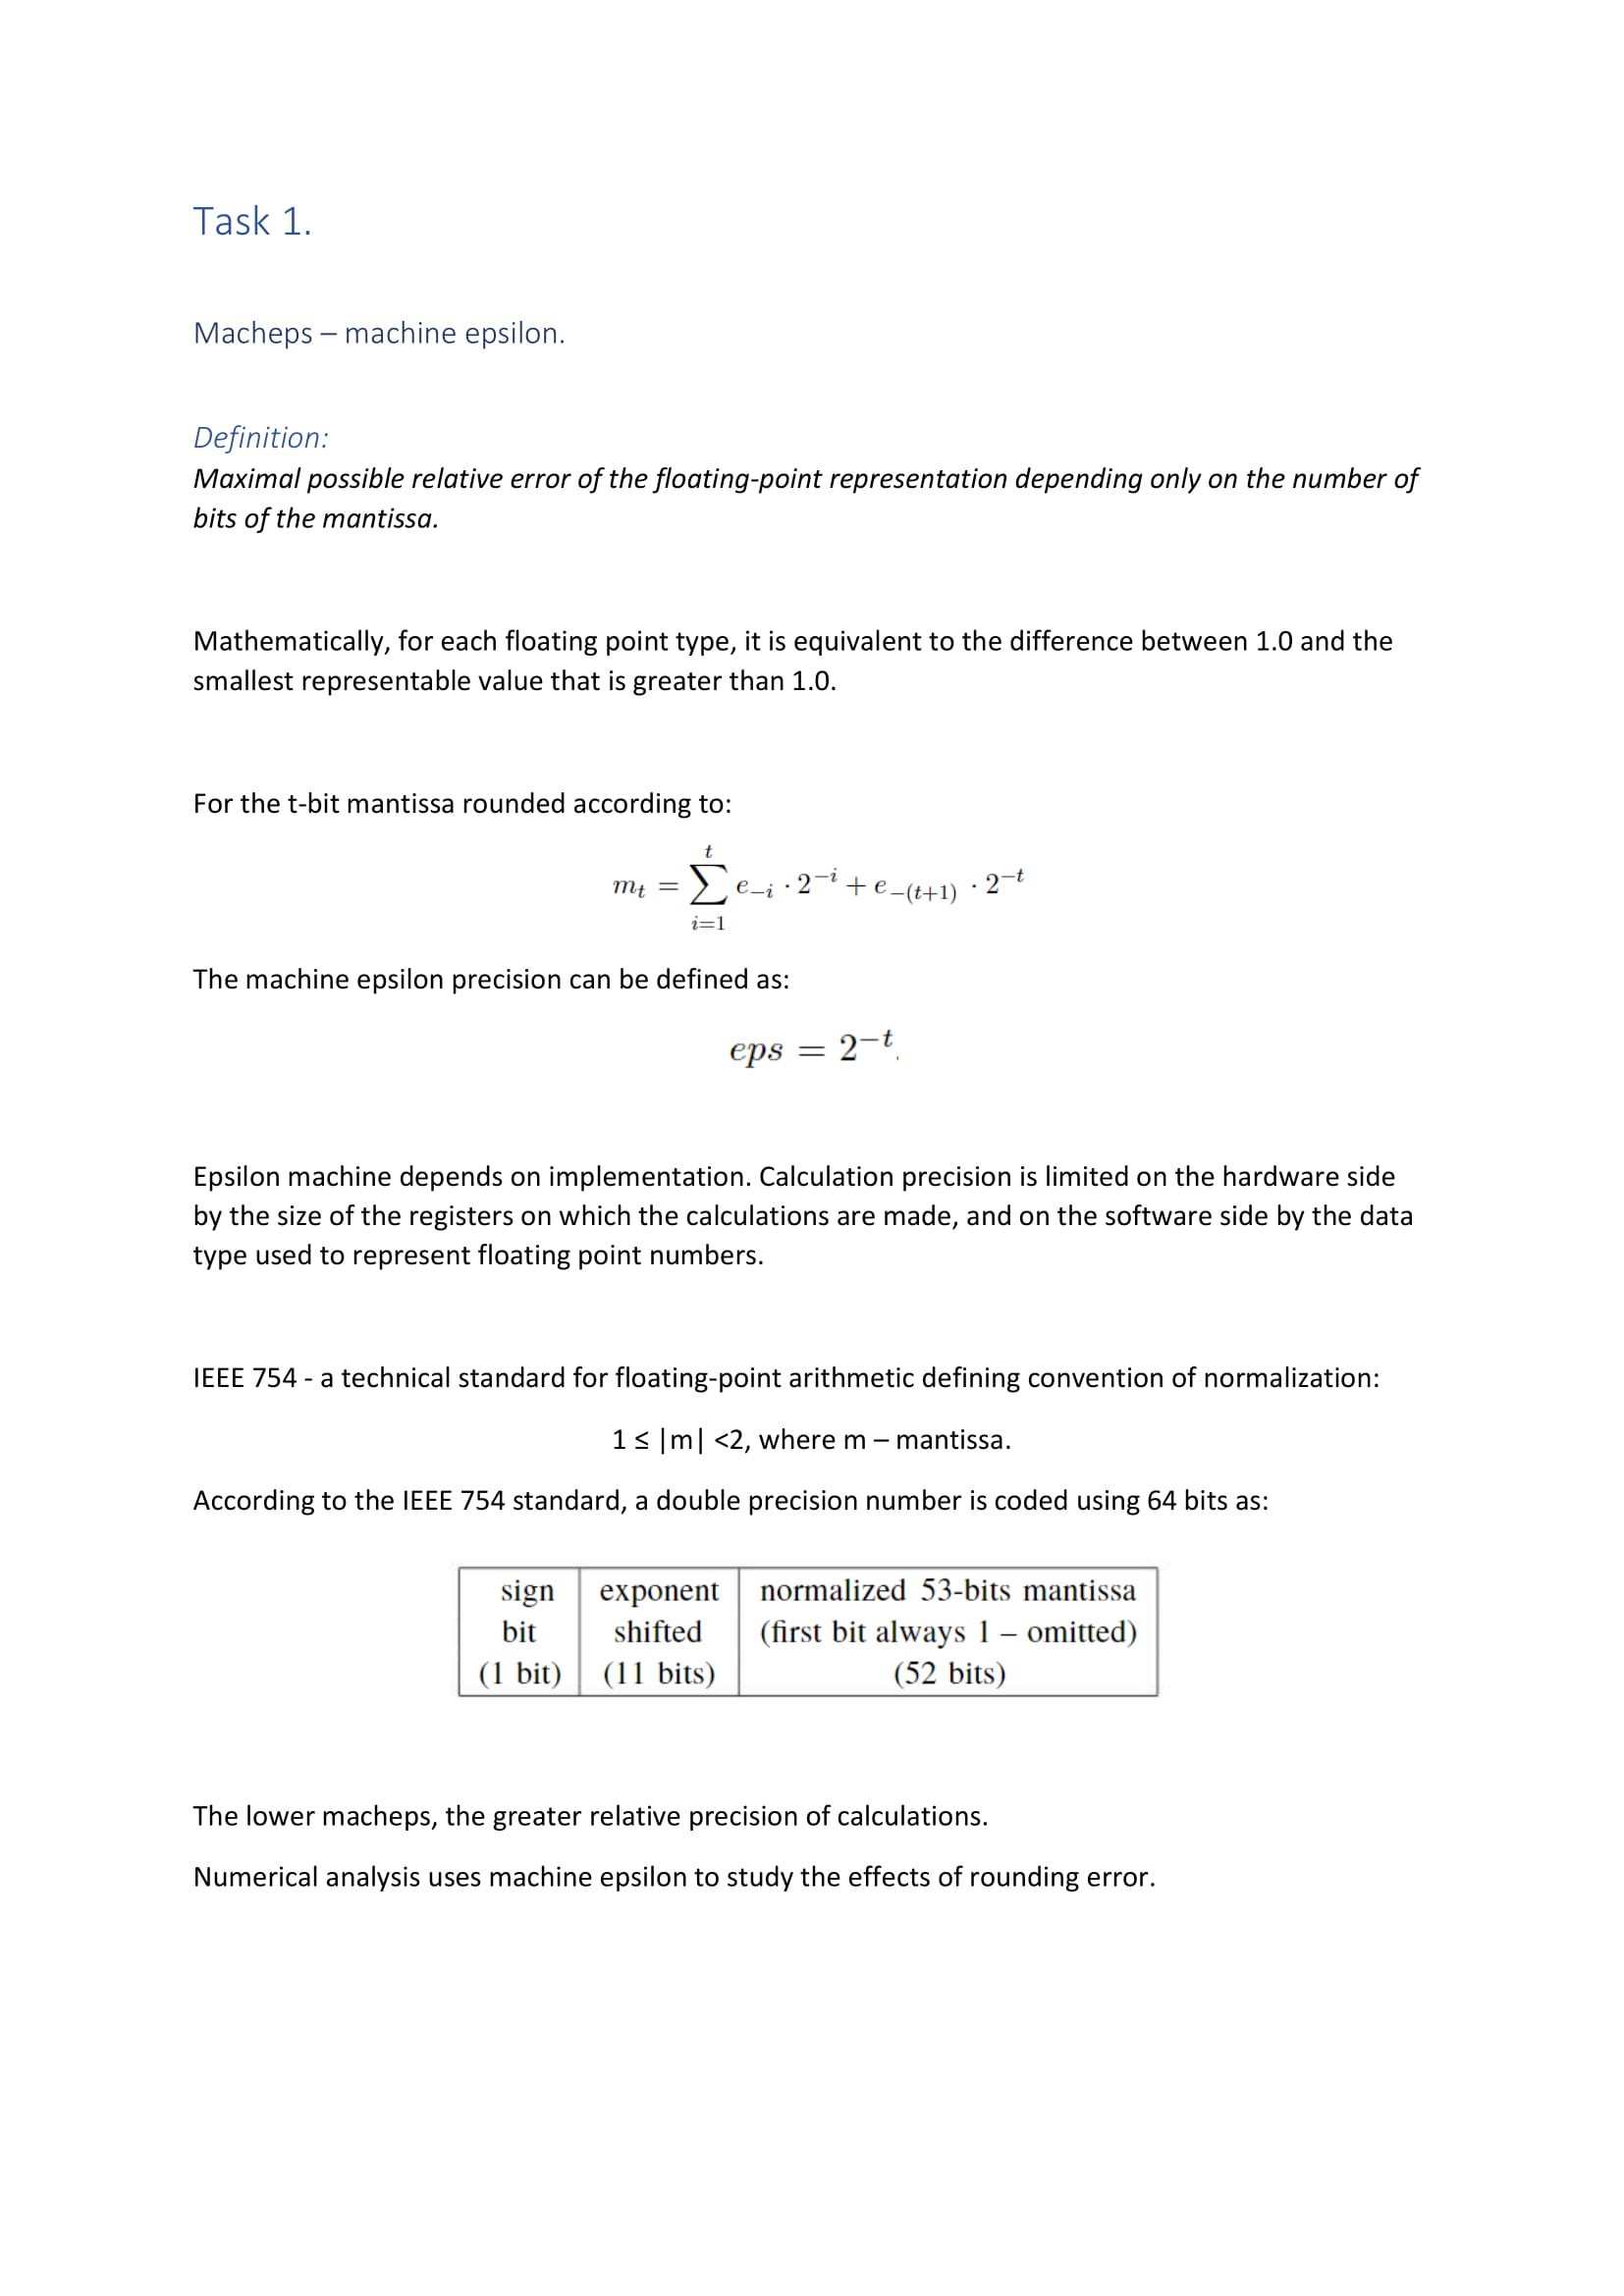 Task 1.
Macheps – machine epsilon.
Definition:
Maximal possible relative error of the floating-point representation depending only on the number of
bits of the mantissa.
Mathematically, for each floating point type, it is equivalent to the difference between 1.0 and the
smallest representable value that is greater than 1.0.
For the t-bit mantissa rounded according to:
m_t = \sum_{i=1}^{t} e_{-i} · 2^{-i} + e_{-(t+1)} · 2^{-t}
The machine epsilon precision can be defined as:
eps = 2^{-t}.
Epsilon machine depends on implementation. Calculation precision is limited on the hardware side
by the size of the registers on which the calculations are made, and on the software side by the data
type used to represent floating point numbers.
IEEE 754 - a technical standard for floating-point arithmetic defining convention of normalization:
1 ≤ |m| <2, where m – mantissa.
According to the IEEE 754 standard, a double precision number is coded using 64 bits as:
sign exponent normalized 53-bits mantissa
bit shifted (first bit always 1 – omitted)
(1 bit) (11 bits) (52 bits)
The lower macheps, the greater relative precision of calculations.
Numerical analysis uses machine epsilon to study the effects of rounding error.